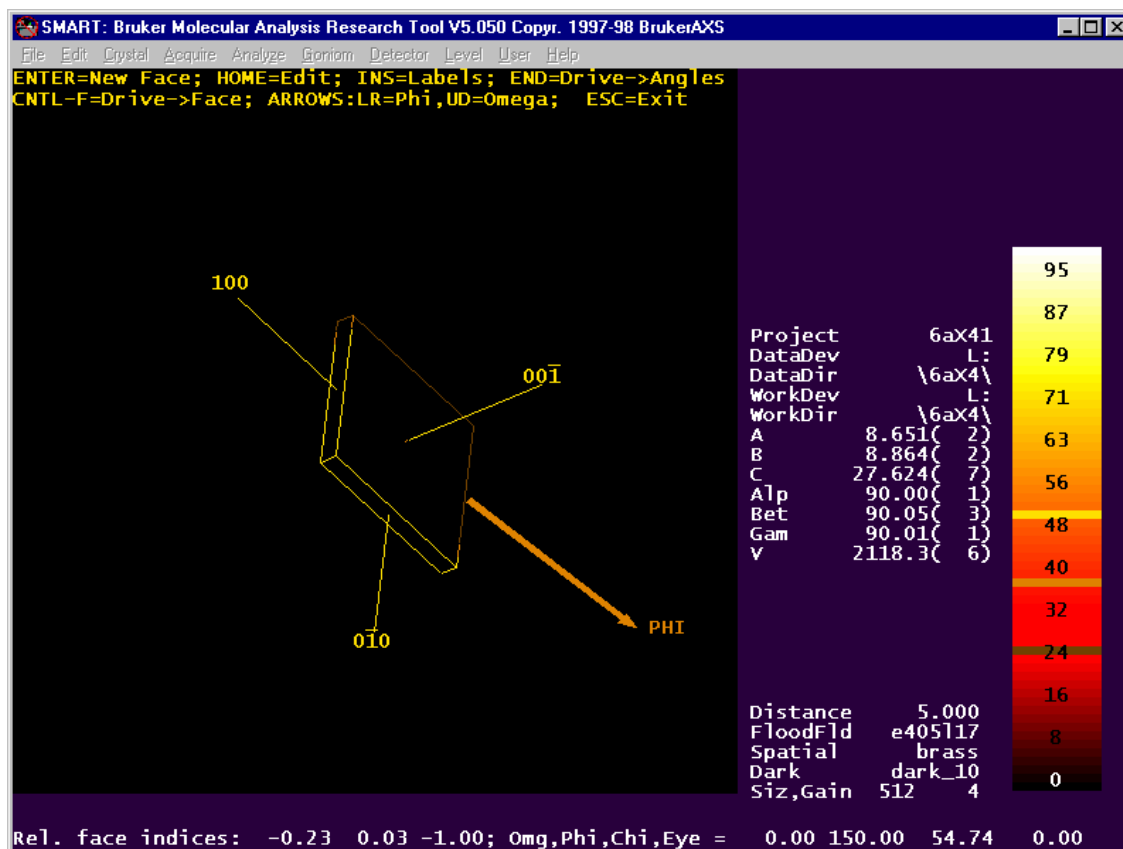 SMART: Bruker Molecular Analysis Research Tool V5.050 Copyr. 1997-98 BrukerAXS
File Edit Crystal Acquire Analyze Goniom Detector Level User Help
ENTER=New Face; HOME=Edit; INS=Labels; END=Drive->Angles
CNTL-F=Drive->Face; ARROWS:LR=Phi,UD=Omega; ESC=Exit
100
001̅
01̅0
PHI
Project 6aX41
DataDev L:
DataDir \6aX4\
WorkDev L:
WorkDir \6aX4\
A 8.651( 2)
B 8.864( 2)
C 27.624( 7)
Alp 90.00( 1)
Bet 90.05( 3)
Gam 90.01( 1)
V 2118.3( 6)
Distance 5.000
FloodFld e405l17
Spatial brass
Dark dark_10
Siz,Gain 512 4
95
87
79
71
63
56
48
40
32
24
16
8
0
Rel. face indices: -0.23 0.03 -1.00; Omg,Phi,Chi,Eye = 0.00 150.00 54.74 0.00